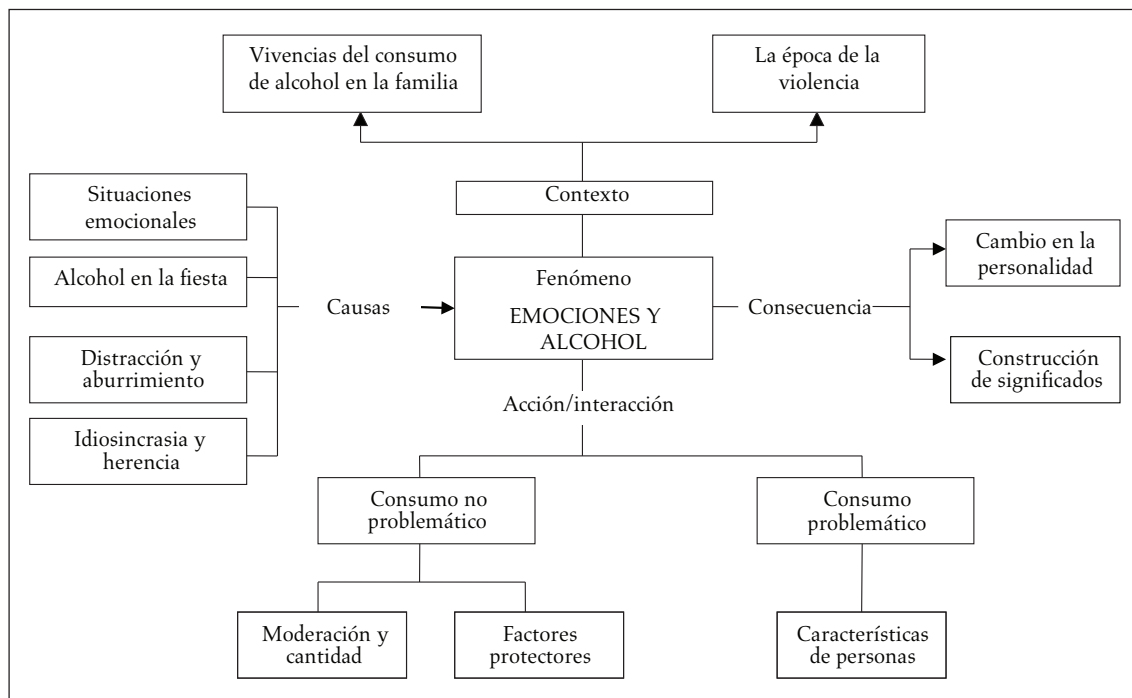 Vivencias del consumo
de alcohol en la familia
La época de la
violencia
Contexto
Situaciones
emocionales
Alcohol en la fiesta
Distracción y
aburrimiento
Idiosincrasia y
herencia
Causas
Fenómeno
EMOCIONES Y
ALCOHOL
Consecuencia
Cambio en la
personalidad
Construcción
de significados
Acción/interacción
Consumo no
problemático
Consumo
problemático
Moderación y
cantidad
Factores
protectores
Características
de personas